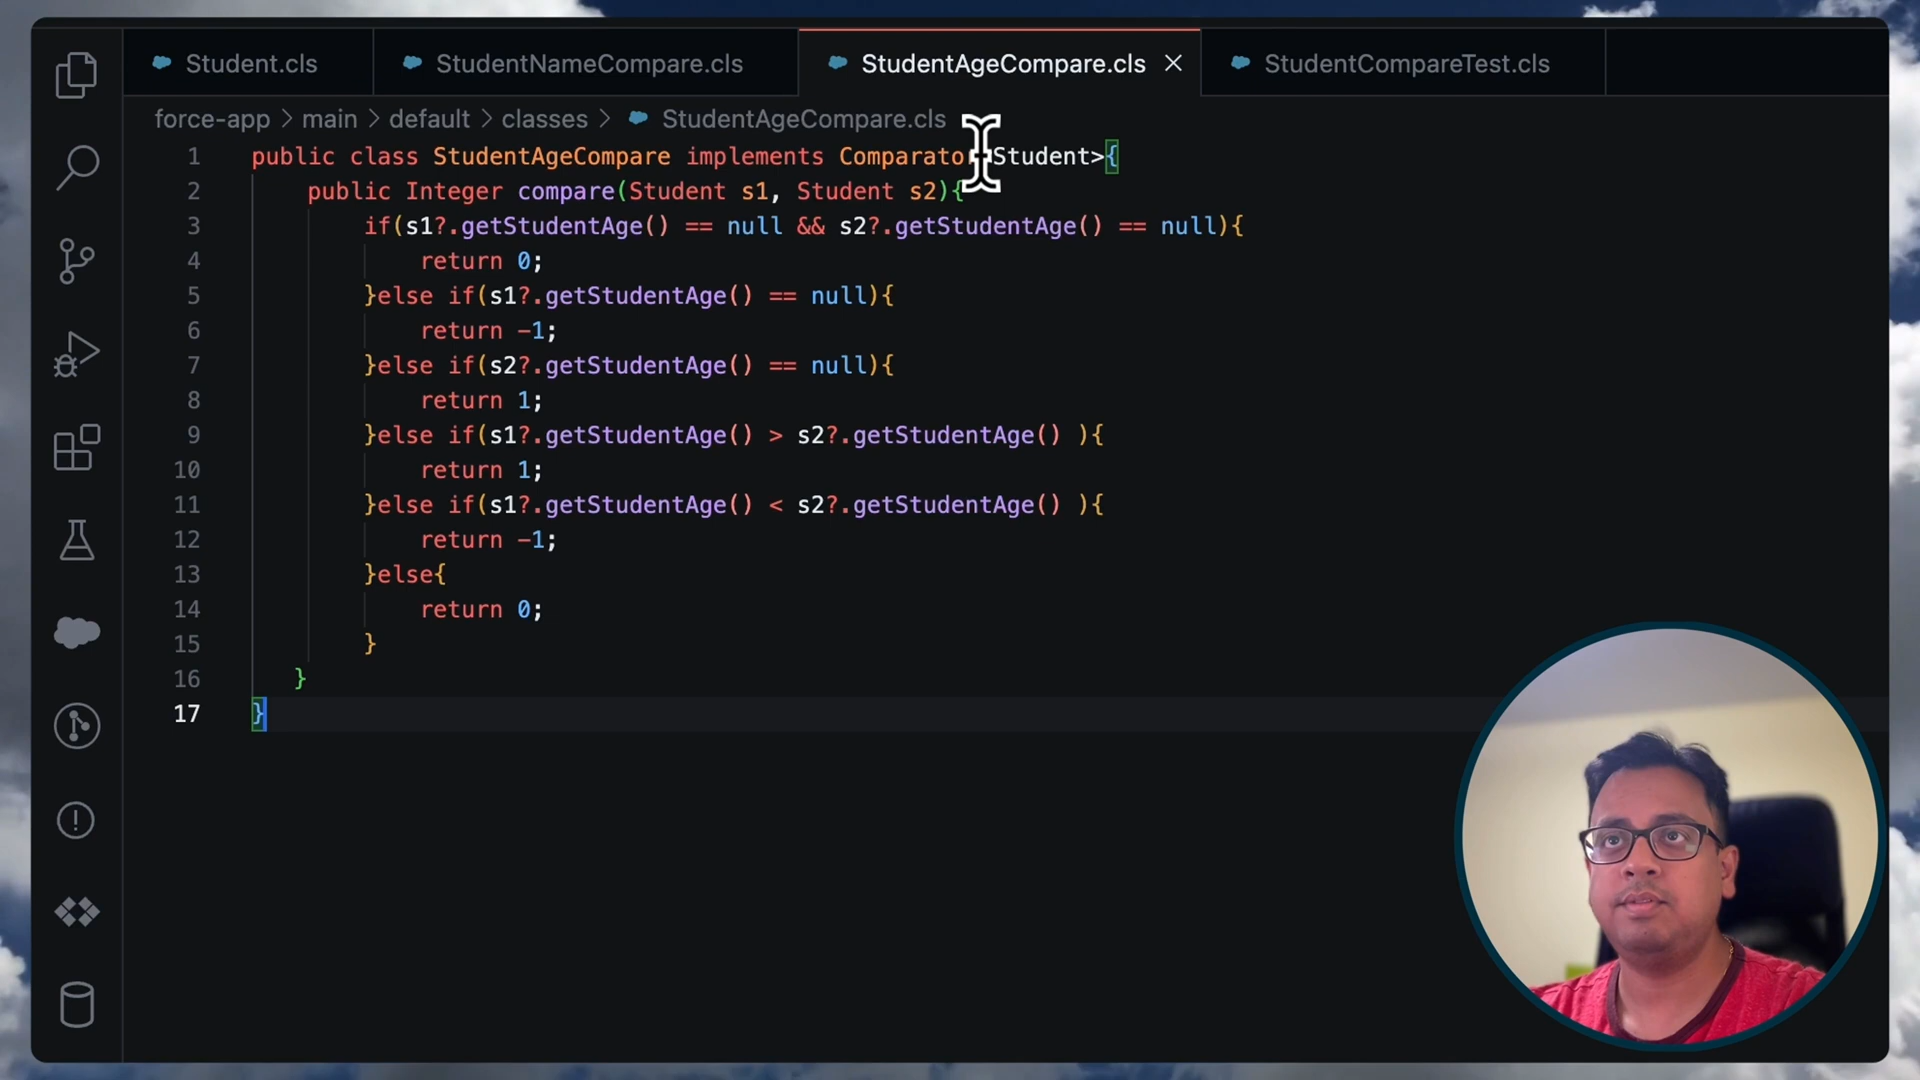 Student.cls StudentNameCompare.cls StudentAgeCompare.cls StudentCompareTest.cls
force-app > main > default > classes > StudentAgeCompare.cls
1 public class StudentAgeCompare implements Comparator<Student>{
2 public Integer compare(Student s1, Student s2){
3 if(s1?.getStudentAge() == null && s2?.getStudentAge() == null){
4 return 0;
5 }else if(s1?.getStudentAge() == null){
6 return -1;
7 }else if(s2?.getStudentAge() == null){
8 return 1;
9 }else if(s1?.getStudentAge() > s2?.getStudentAge() ){
10 return 1;
11 }else if(s1?.getStudentAge() < s2?.getStudentAge() ){
12 return -1;
13 }else{
14 return 0;
15 }
16 }
17 }